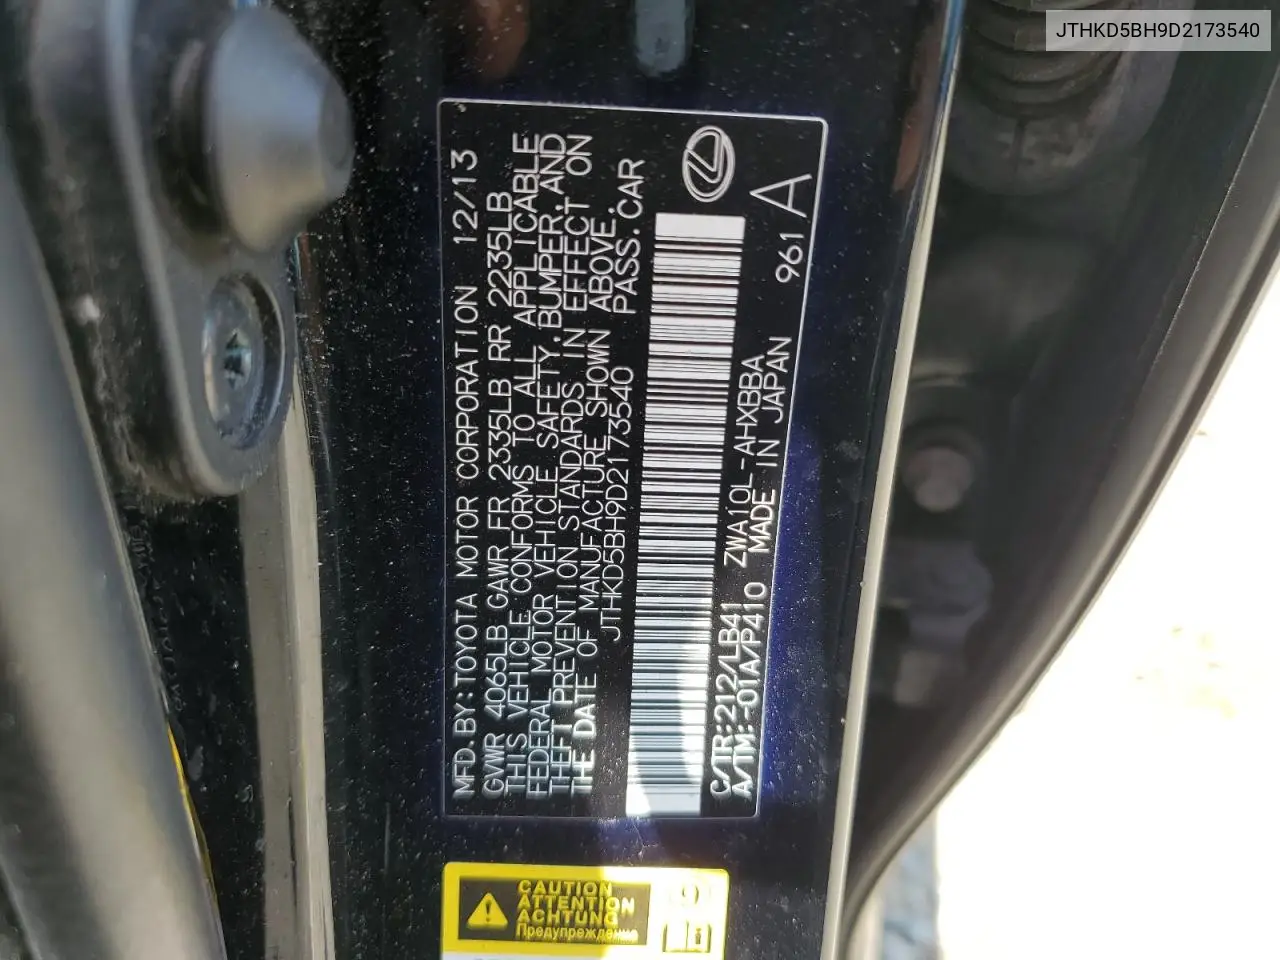 JTHKD5BH9D2173540
MFD. BY: TOYOTA MOTOR CORPORATION 12/13
GVWR 4065LB GAWR FR 2335LB RR 2235LB
THIS VEHICLE CONFORMS TO ALL APPLICABLE
FEDERAL MOTOR VEHICLE SAFETY, BUMPER, AND
THEFT PREVENTION STANDARDS IN EFFECT ON
THE DATE OF MANUFACTURE SHOWN ABOVE.
JTHKD5BH9D2173540 PASS. CAR
C/TR: 212/LB41 ZWA10L-AHXBBA
A/TM: -01A/P410 MADE IN JAPAN 961 A
CAUTION
ATTENTION
ACHTUNG
Предупреждение